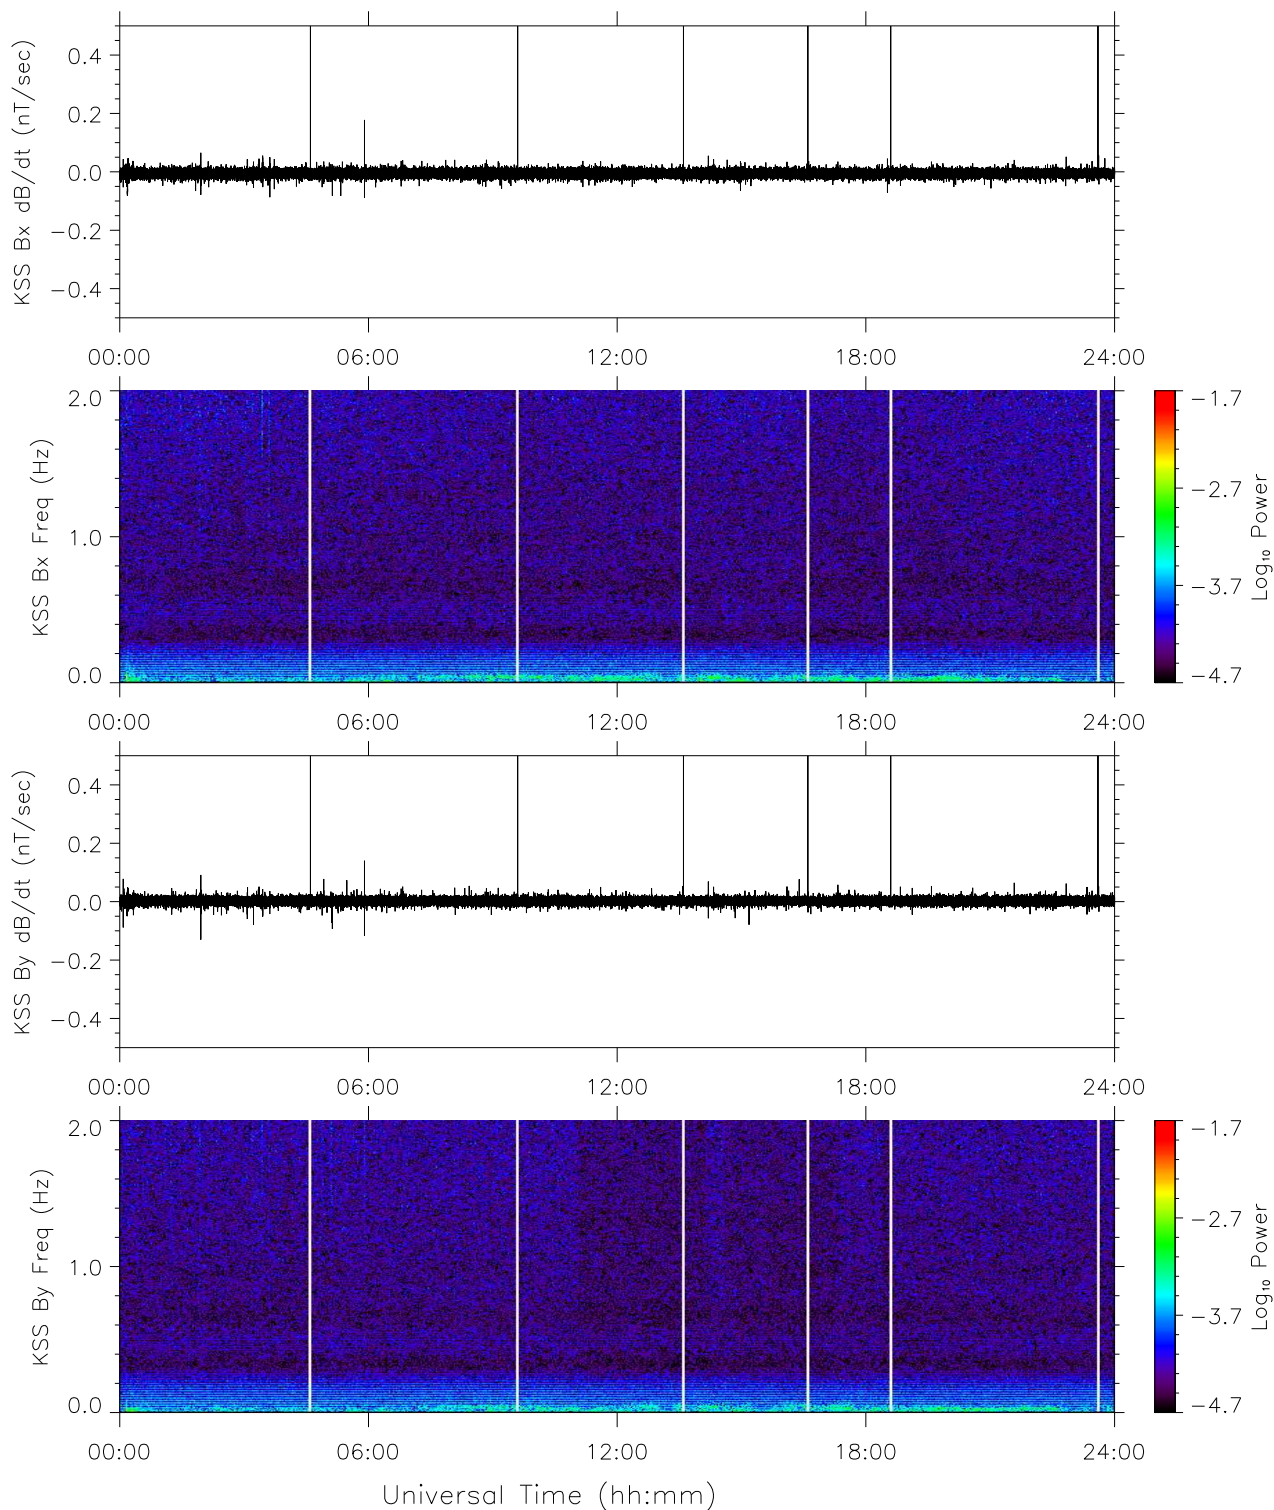 KSS Bx dB/dt (nT/sec)
0.4
0.2
0.0
−0.2
−0.4
00:00 06:00 12:00 18:00 24:00
KSS Bx Freq (Hz)
2.0
1.0
0.0
−1.7
−2.7
−3.7
−4.7
Log₁₀ Power
00:00 06:00 12:00 18:00 24:00
KSS By dB/dt (nT/sec)
0.4
0.2
0.0
−0.2
−0.4
00:00 06:00 12:00 18:00 24:00
KSS By Freq (Hz)
2.0
1.0
0.0
−1.7
−2.7
−3.7
−4.7
Log₁₀ Power
00:00 06:00 12:00 18:00 24:00
Universal Time (hh:mm)